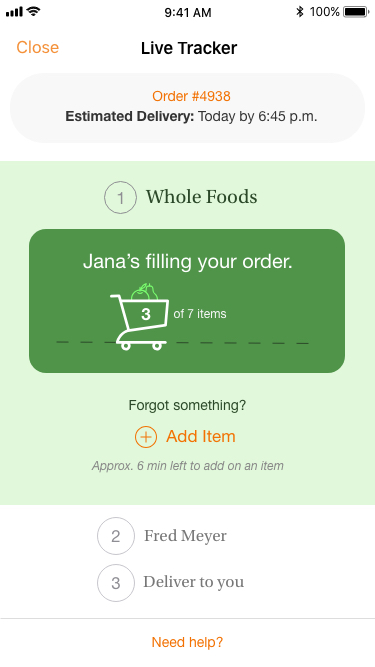 9:41 AM
100%
Close
Live Tracker
Order #4938
Estimated Delivery: Today by 6:45 p.m.
1
Whole Foods
Jana’s filling your order.
3
of 7 items
Forgot something?
Add Item
Approx. 6 min left to add on an item
2
Fred Meyer
3
Deliver to you
Need help?